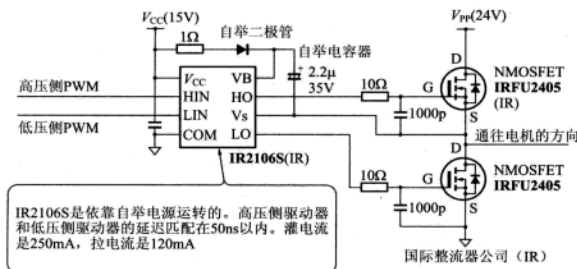 VCC(15V)
VPP(24V)
自举二极管
1Ω
自举电容器
+
2.2μ
35V
D
NMOSFET
IRFU2405
(IR)
G
S
10Ω
1000p
高压侧PWM
低压侧PWM
VCC
VB
HIN
HO
LIN
Vs
COM
LO
IR2106S(IR)
通往电机的方向
D
NMOSFET
IRFU2405
G
S
10Ω
1000p
IR2106S是依靠自举电源运转的。高压侧驱动器
和低压侧驱动器的延迟匹配在50ns以内。灌电流
是250mA，拉电流是120mA
国际整流器公司（IR）